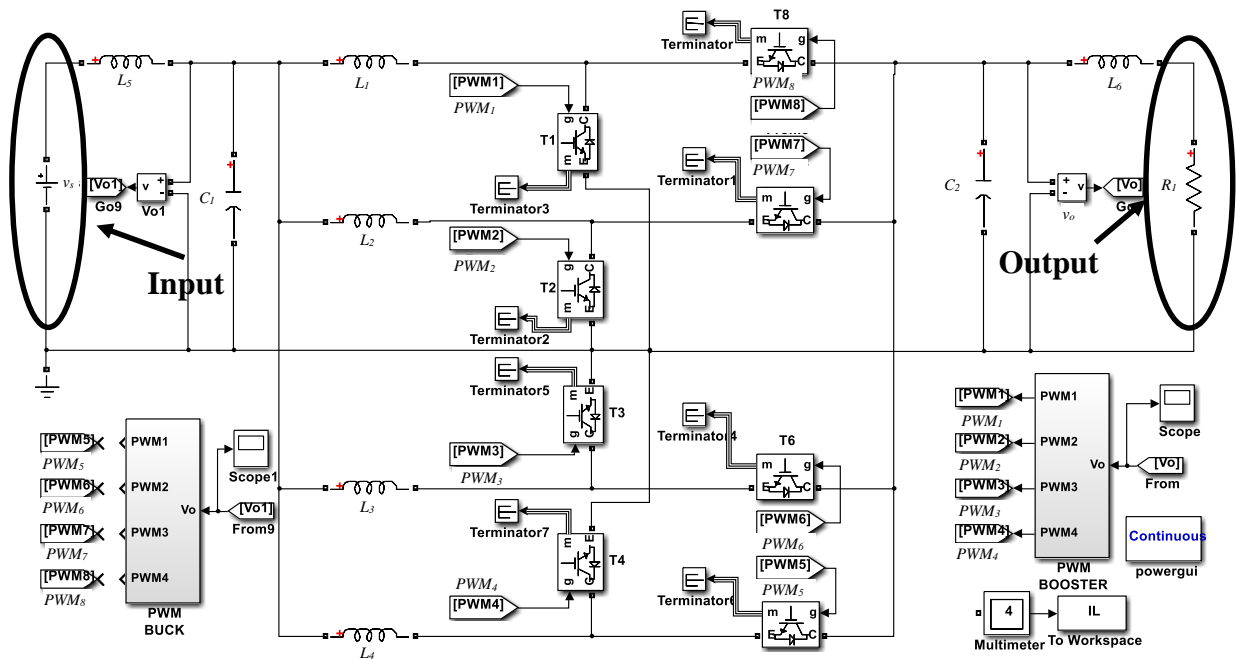 T8
Terminator
m
g
E
C
PWM8
[PWM8]
L5
L1
[PWM1]
PWM1
T1
g
C
m
E
[PWM7]
PWM7
Terminator1
m
g
E
C
L6
vs
[Vo1]
Go9
v
+
-
Vo1
C1
Terminator3
C2
+
-
v
vo
[Vo]
R1
L2
[PWM2]
PWM2
T2
g
C
m
E
Input
Output
Terminator2
Terminator5
m
E
g
C
T3
[PWM3]
PWM3
Terminator4
T6
m
g
E
C
L3
[PWM6]
PWM6
Terminator7
m
E
g
C
T4
PWM4
[PWM4]
[PWM5]
PWM5
m
g
E
C
L4
[PWM5]
PWM5
[PWM6]
PWM6
[PWM7]
PWM7
[PWM8]
PWM8
PWM1
PWM2
PWM3
PWM4
Vo
PWM
BUCK
Scope1
[Vo1]
From9
[PWM1]
PWM1
[PWM2]
PWM2
[PWM3]
PWM3
[PWM4]
PWM4
PWM1
PWM2
PWM3
PWM4
Vo
PWM
BOOSTER
Scope
[Vo]
From
Continuous
powergui
4
Multimeter
IL
To Workspace